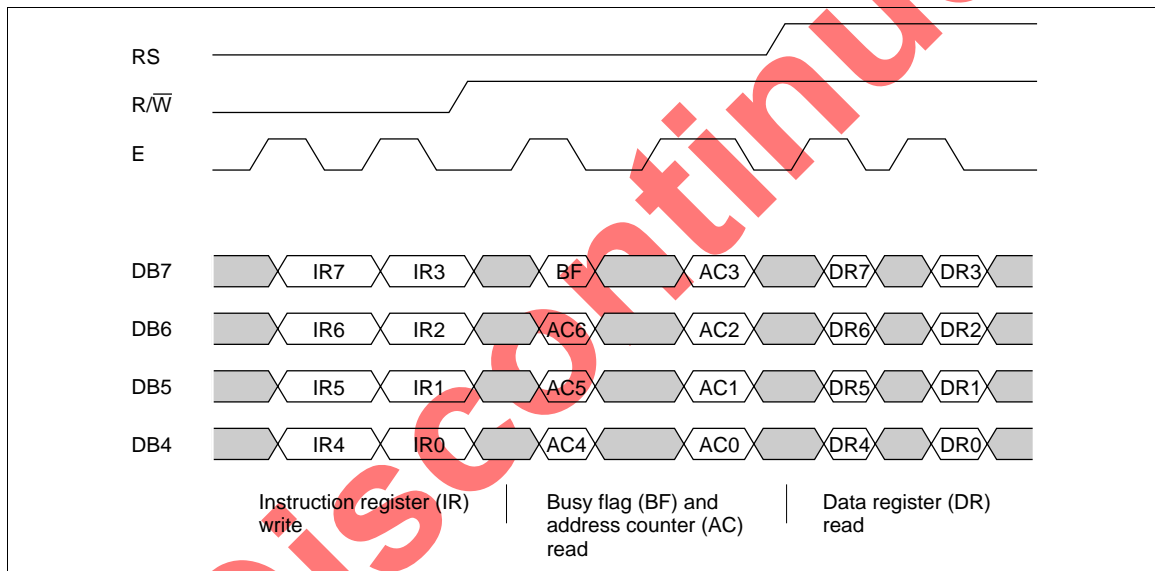 RS
R/W̅
E
DB7 IR7 IR3 BF AC3 DR7 DR3
DB6 IR6 IR2 AC6 AC2 DR6 DR2
DB5 IR5 IR1 AC5 AC1 DR5 DR1
DB4 IR4 IR0 AC4 AC0 DR4 DR0
Instruction register (IR)
write
Busy flag (BF) and
address counter (AC)
read
Data register (DR)
read
Discontinu